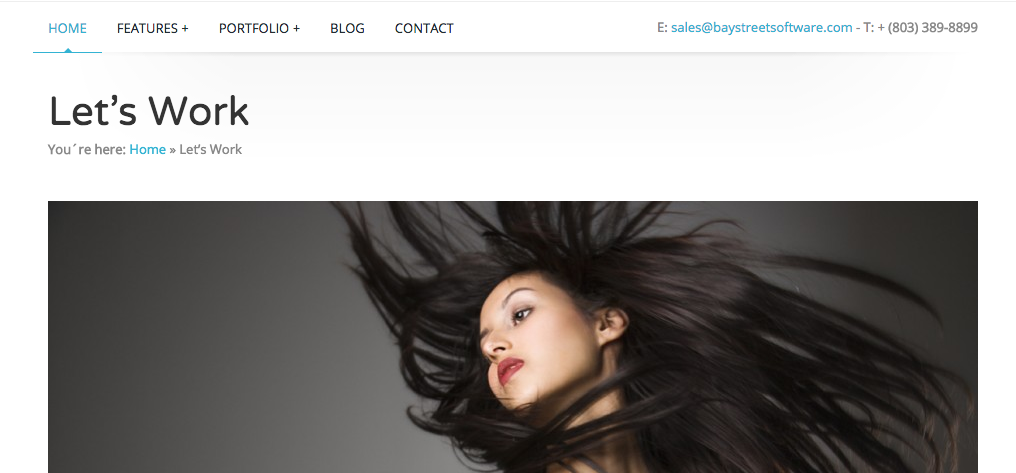 HOME FEATURES + PORTFOLIO + BLOG CONTACT E: sales@baystreetsoftware.com - T: + (803) 389-8899
Let's Work
You´re here: Home » Let's Work